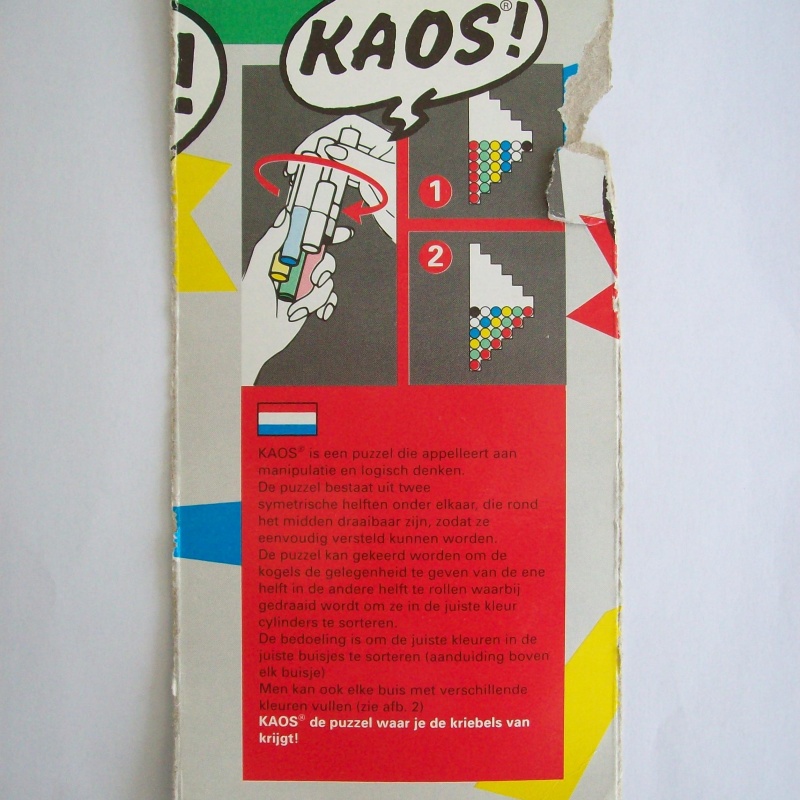 !
KAOS®!
1
2
KAOS® is een puzzel die appelleert aan
manipulatie en logisch denken.
De puzzel bestaat uit twee
symetrische helften onder elkaar, die rond
het midden draaibaar zijn, zodat ze
eenvoudig versteld kunnen worden.
De puzzel kan gekeerd worden om de
kogels de gelegenheid te geven van de ene
helft in de andere helft te rollen waarbij
gedraaid wordt om ze in de juiste kleur
cylinders te sorteren.
De bedoeling is om de juiste kleuren in de
juiste buisjes te sorteren (aanduiding boven
elk buisje)
Men kan ook elke buis met verschillende
kleuren vullen (zie afb. 2)
KAOS® de puzzel waar je de kriebels van
krijgt!